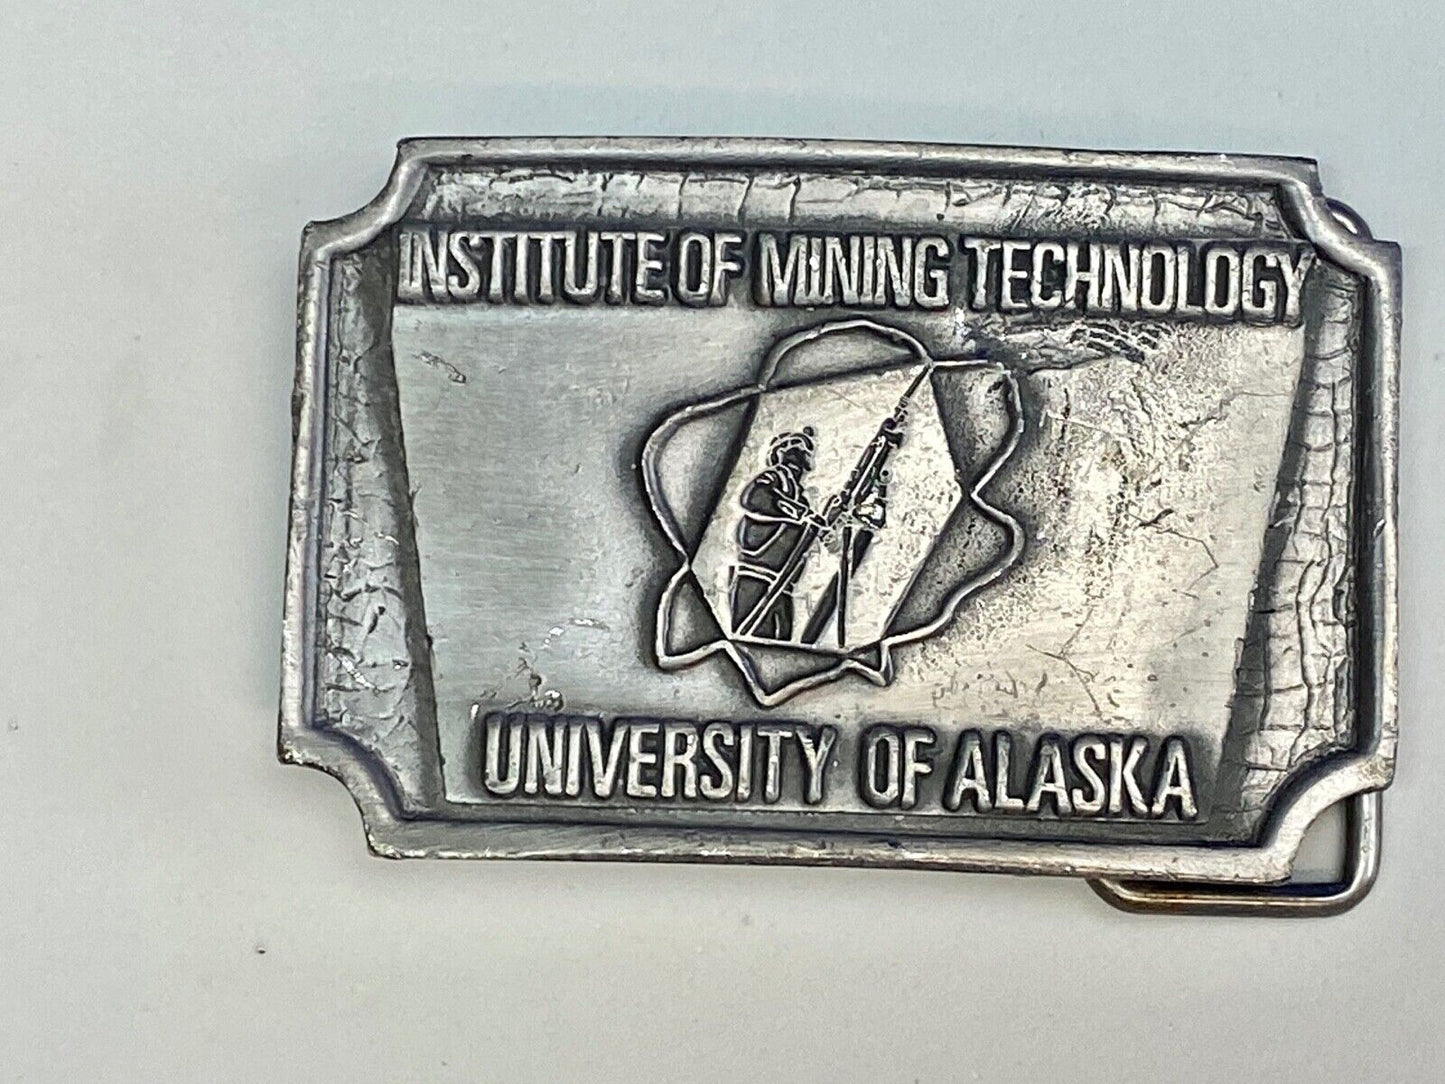 INSTITUTE OF MINING TECHNOLOGY
UNIVERSITY OF ALASKA